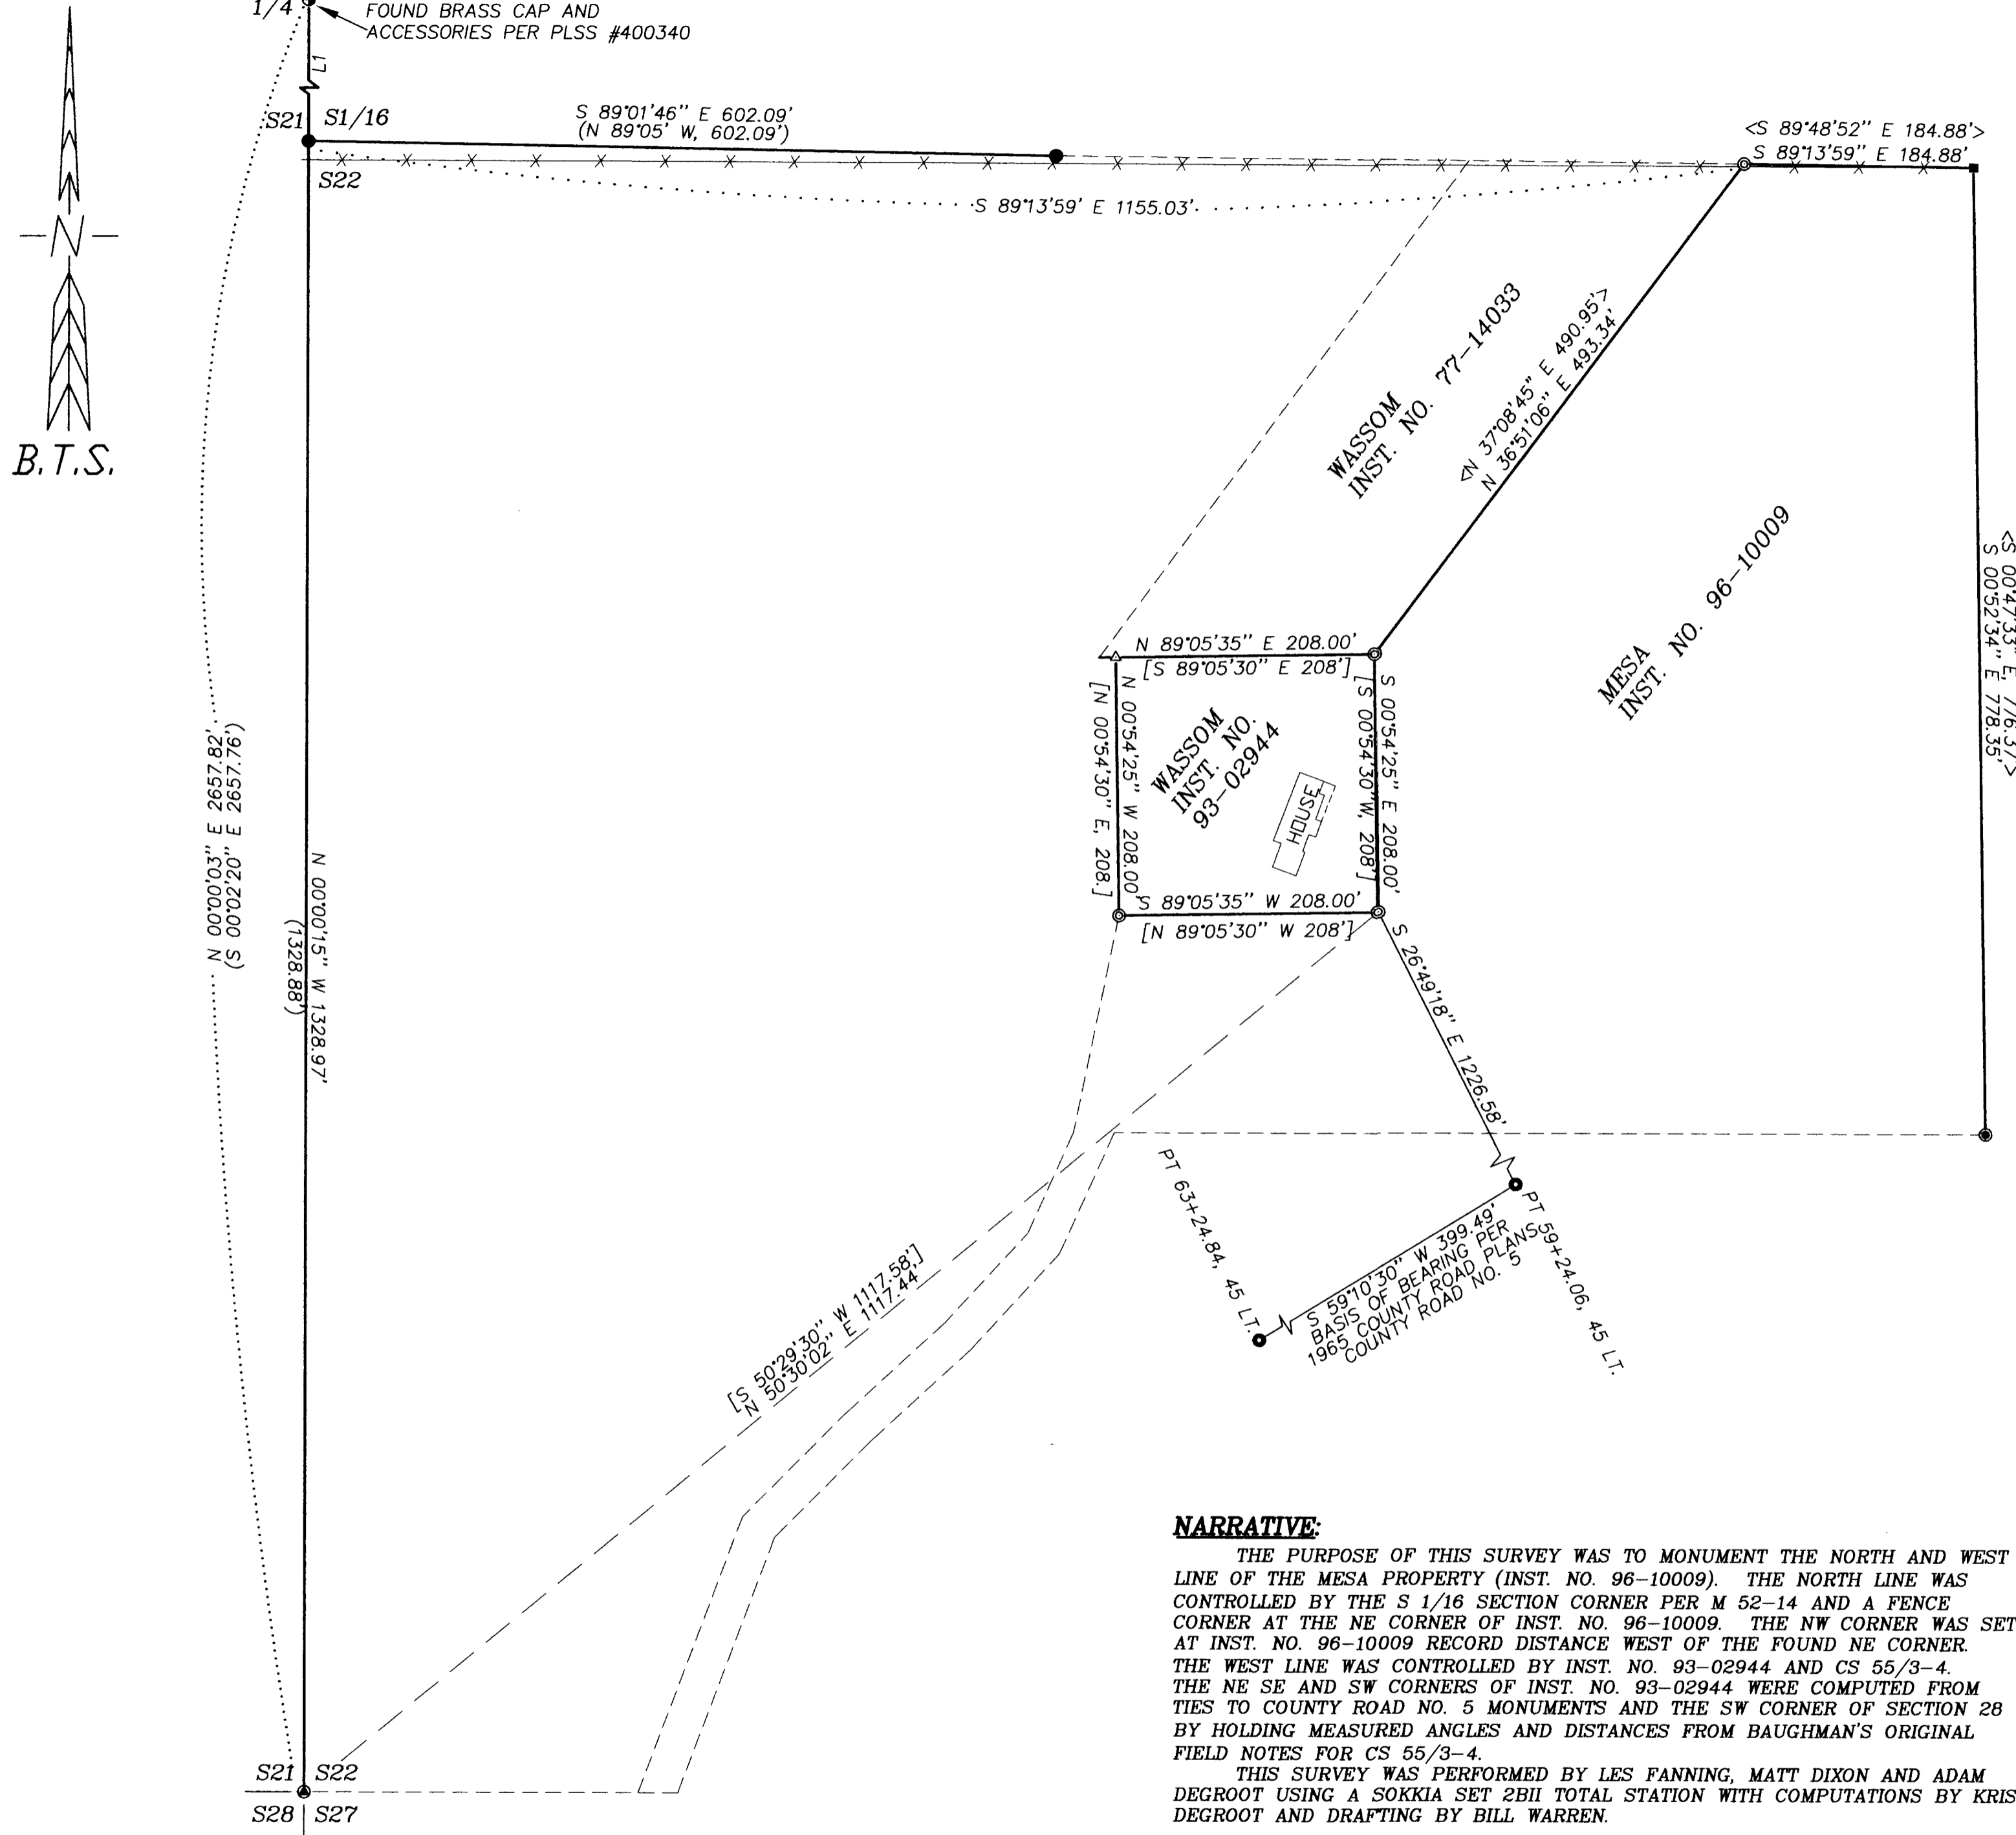 1/4
FOUND BRASS CAP AND
ACCESSORIES PER PLSS #400340
L1
N
B.T.S.
S21
S1/16
S22
S 89°01'46" E 602.09'
(N 89°05' W, 602.09')
<S 89°48'52" E 184.88'>
S 89°13'59" E 184.88'
S 89°13'59' E 1155.03'
WASSOM
INST. NO. 77-14033
<N 37°08'45" E 490.95'>
N 36°51'06" E 493.34'
MESA
INST. NO. 96-10009
<S 00°47'33" E, 776.37'>
S 00°52'34" E 778.35'
N 89°05'35" E 208.00'
[S 89°05'30" E 208']
N 00°54'25" W 208.00'
[N 00°54'30" E, 208.]
WASSOM
INST. NO.
93-02944
HOUSE
S 00°54'25" E 208.00'
[S 00°54'30"W, 208']
S 89°05'35" W 208.00'
[N 89°05'30" W 208']
N 00°00'03" E 2657.82'
(S 00°02'20" E 2657.76')
N 00°00'15" W 1328.97'
(1328.88')
S 26°49'18" E 1226.58'
PT 63+24.84, 45 LT.
PT 59+24.06, 45 LT.
S 59°10'30" W 399.49'
BASIS OF BEARING PER
1965 COUNTY ROAD PLANS
COUNTY ROAD NO. 5
[S 50°29'30" W 1117.58']
N 50°30'02" E 1117.44'
S21
S22
S28
S27
NARRATIVE:
THE PURPOSE OF THIS SURVEY WAS TO MONUMENT THE NORTH AND WEST
LINE OF THE MESA PROPERTY (INST. NO. 96-10009). THE NORTH LINE WAS
CONTROLLED BY THE S 1/16 SECTION CORNER PER M 52-14 AND A FENCE
CORNER AT THE NE CORNER OF INST. NO. 96-10009. THE NW CORNER WAS SET
AT INST. NO. 96-10009 RECORD DISTANCE WEST OF THE FOUND NE CORNER.
THE WEST LINE WAS CONTROLLED BY INST. NO. 93-02944 AND CS 55/3-4.
THE NE SE AND SW CORNERS OF INST. NO. 93-02944 WERE COMPUTED FROM
TIES TO COUNTY ROAD NO. 5 MONUMENTS AND THE SW CORNER OF SECTION 28
BY HOLDING MEASURED ANGLES AND DISTANCES FROM BAUGHMAN'S ORIGINAL
FIELD NOTES FOR CS 55/3-4.
THIS SURVEY WAS PERFORMED BY LES FANNING, MATT DIXON AND ADAM
DEGROOT USING A SOKKIA SET 2BII TOTAL STATION WITH COMPUTATIONS BY KRIS
DEGROOT AND DRAFTING BY BILL WARREN.